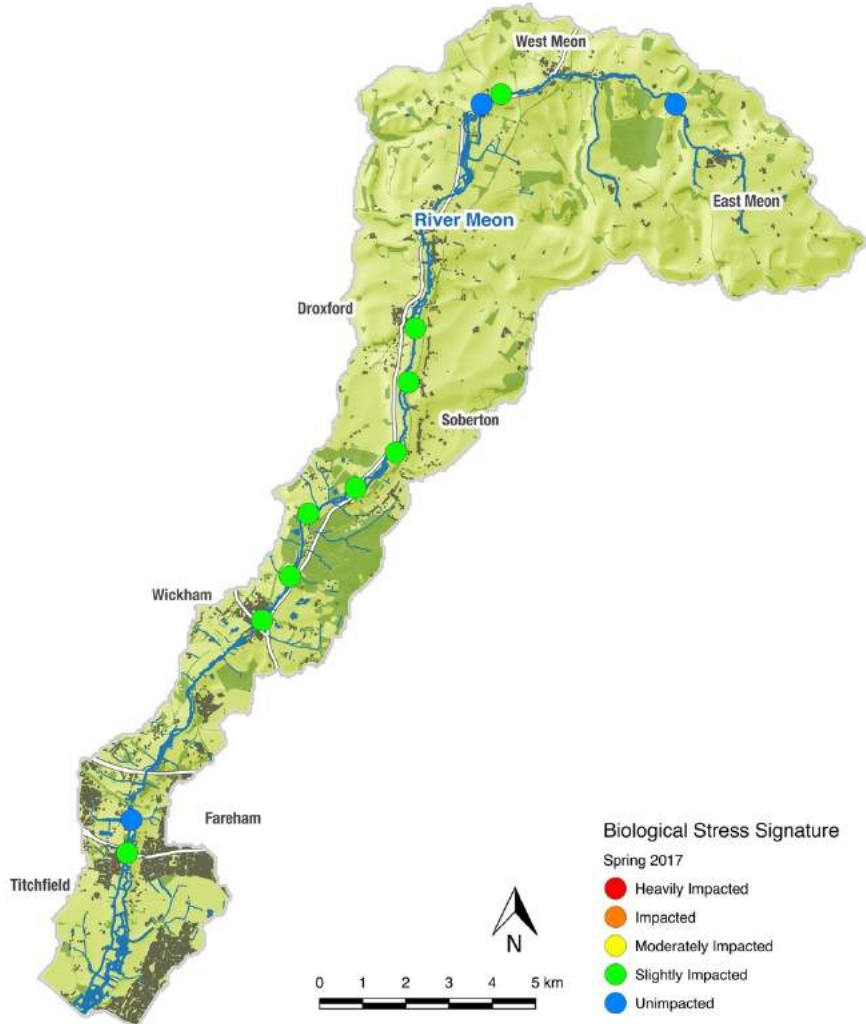 West Meon
East Meon
River Meon
Droxford
Soberton
Wickham
Fareham
Titchfield
Biological Stress Signature
Spring 2017
Heavily Impacted
Impacted
Moderately Impacted
Slightly Impacted
Unimpacted
N
0 1 2 3 4 5 km